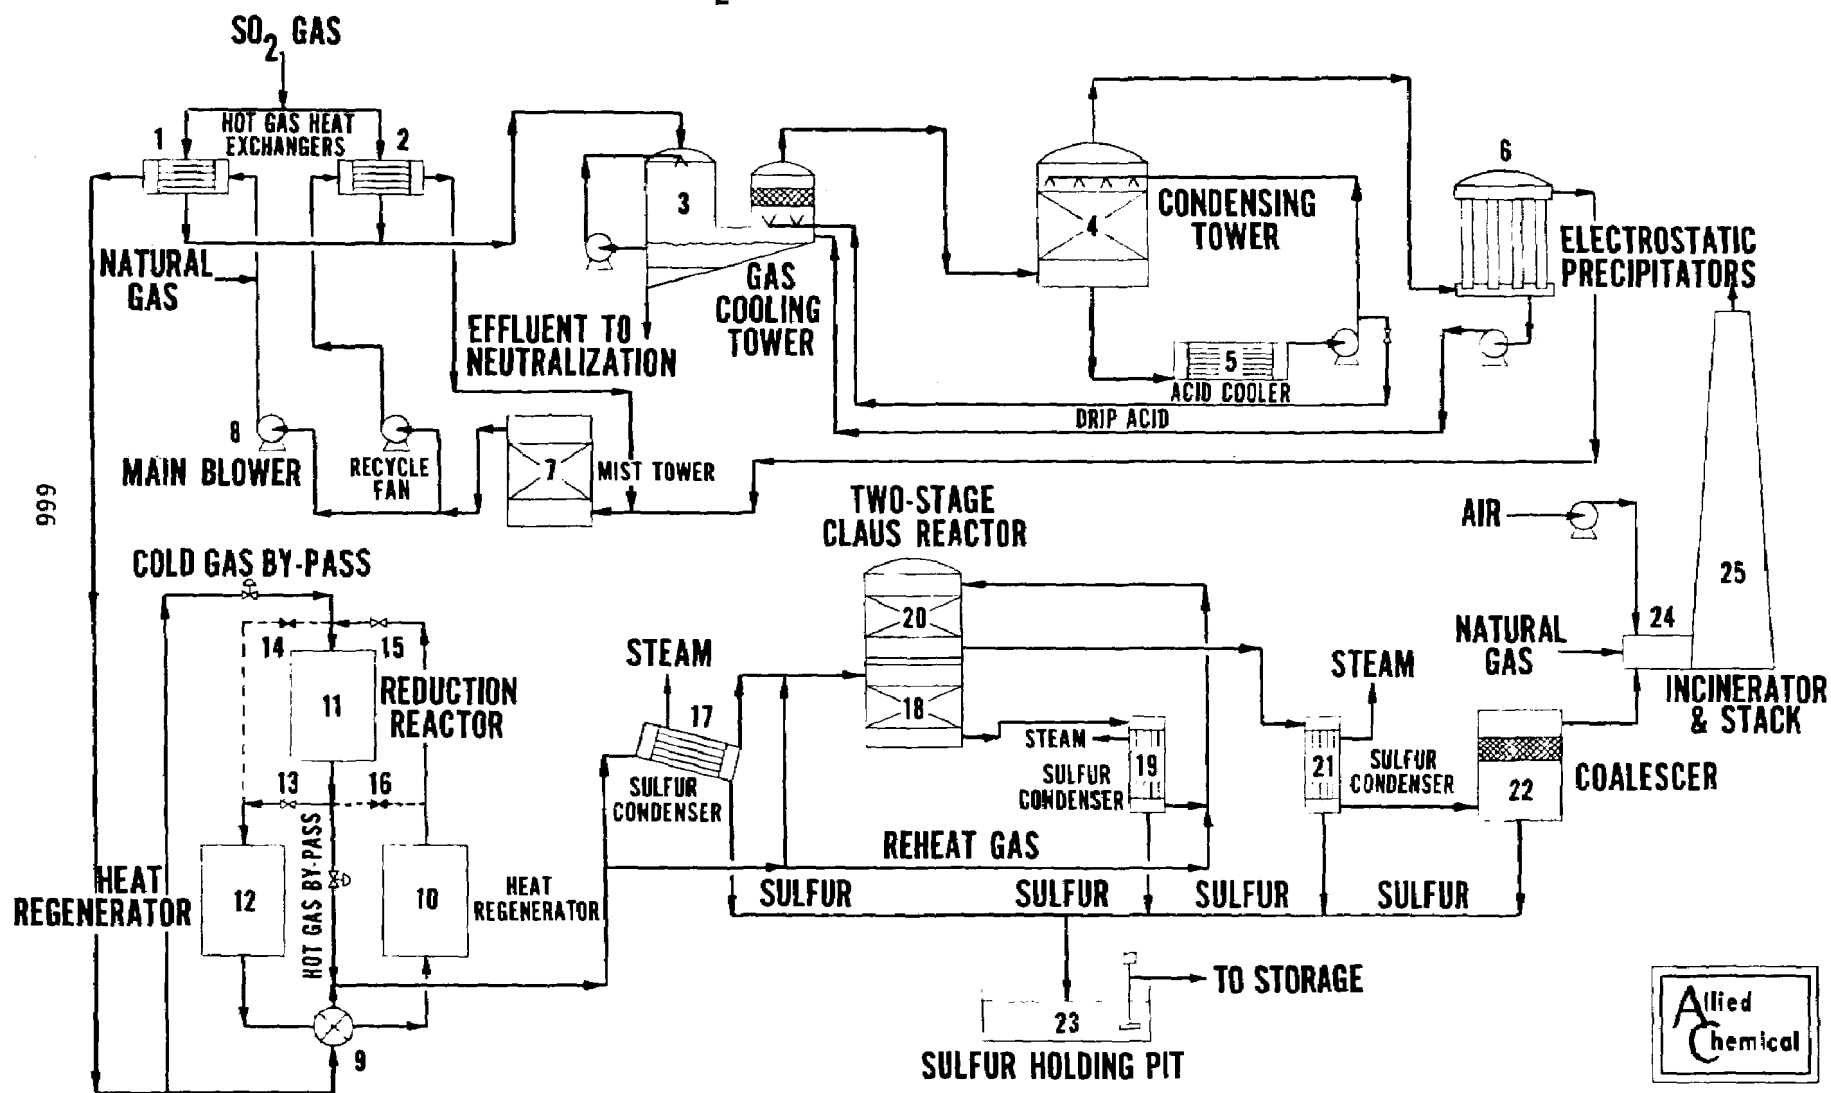 SO2 GAS
HOT GAS HEAT
EXCHANGERS
1
2
3
4
5
6
NATURAL
GAS
GAS
COOLING
TOWER
CONDENSING
TOWER
ELECTROSTATIC
PRECIPITATORS
EFFLUENT TO
NEUTRALIZATION
ACID COOLER
DRIP ACID
8
MAIN BLOWER
RECYCLE
FAN
7
MIST TOWER
666
TWO-STAGE
CLAUS REACTOR
AIR
COLD GAS BY-PASS
14
15
11
REDUCTION
REACTOR
13
16
STEAM
17
SULFUR
CONDENSER
20
18
STEAM
19
SULFUR
CONDENSER
STEAM
21
SULFUR
CONDENSER
22
COALESCER
NATURAL
GAS
24
25
INCINERATOR
& STACK
HEAT
REGENERATOR
12
HOT GAS BY-PASS
10
HEAT
REGENERATOR
REHEAT GAS
SULFUR
SULFUR
SULFUR
SULFUR
9
23
TO STORAGE
SULFUR HOLDING PIT
Allied
Chemical